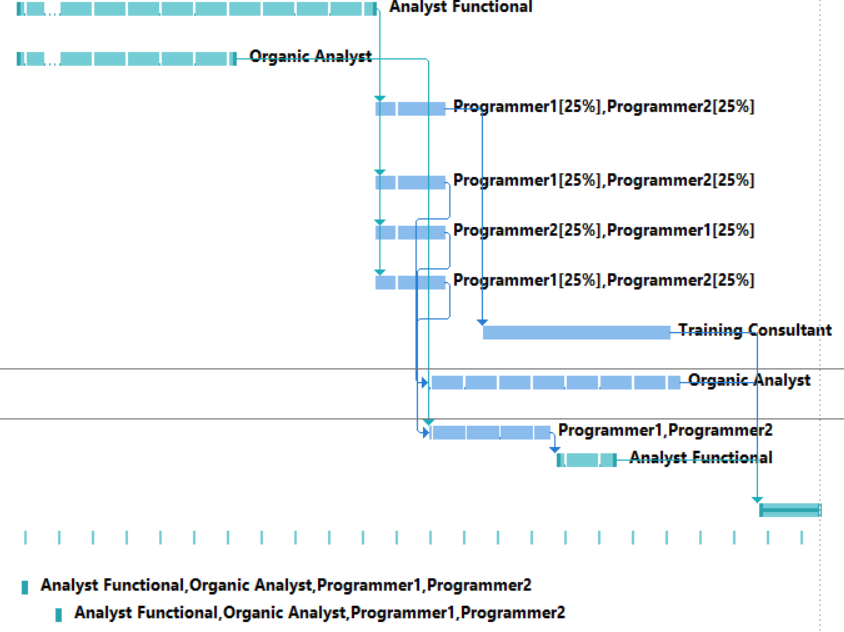 Analyst Functional
Organic Analyst
Programmer1[25%],Programmer2[25%]
Programmer1[25%],Programmer2[25%]
Programmer2[25%],Programmer1[25%]
Programmer1[25%],Programmer2[25%]
Training Consultant
Organic Analyst
Programmer1,Programmer2
Analyst Functional
Analyst Functional,Organic Analyst,Programmer1,Programmer2
Analyst Functional,Organic Analyst,Programmer1,Programmer2